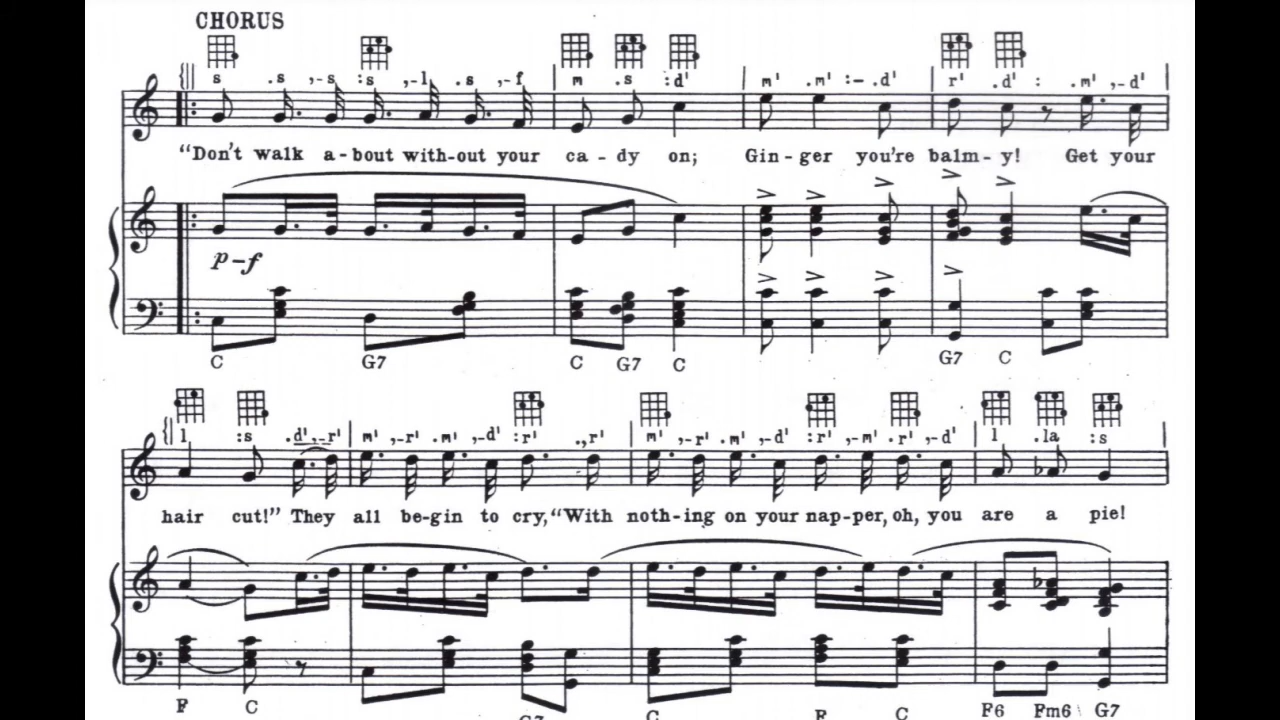 CHORUS
s .s ,-s :s ,-l .s ,-f m .s :d' m' .m' :- .d' r' .d' : .m' ,-d'
“Don't walk a-bout with-out your ca - dy on; Gin-ger you're balm-y! Get your
p-f
C G7 C G7 C G7 C
l :s .d' ,-r' m' ,-r' .m' ,-d' :r' .,r' m' ,-r' .m' ,-d' :r' ,-m' .r' ,-d' l .la :s
hair cut!” They all be-gin to cry, “With noth-ing on your nap-per, oh, you are a pie!
F C G7 C F C F6 Fm6 G7